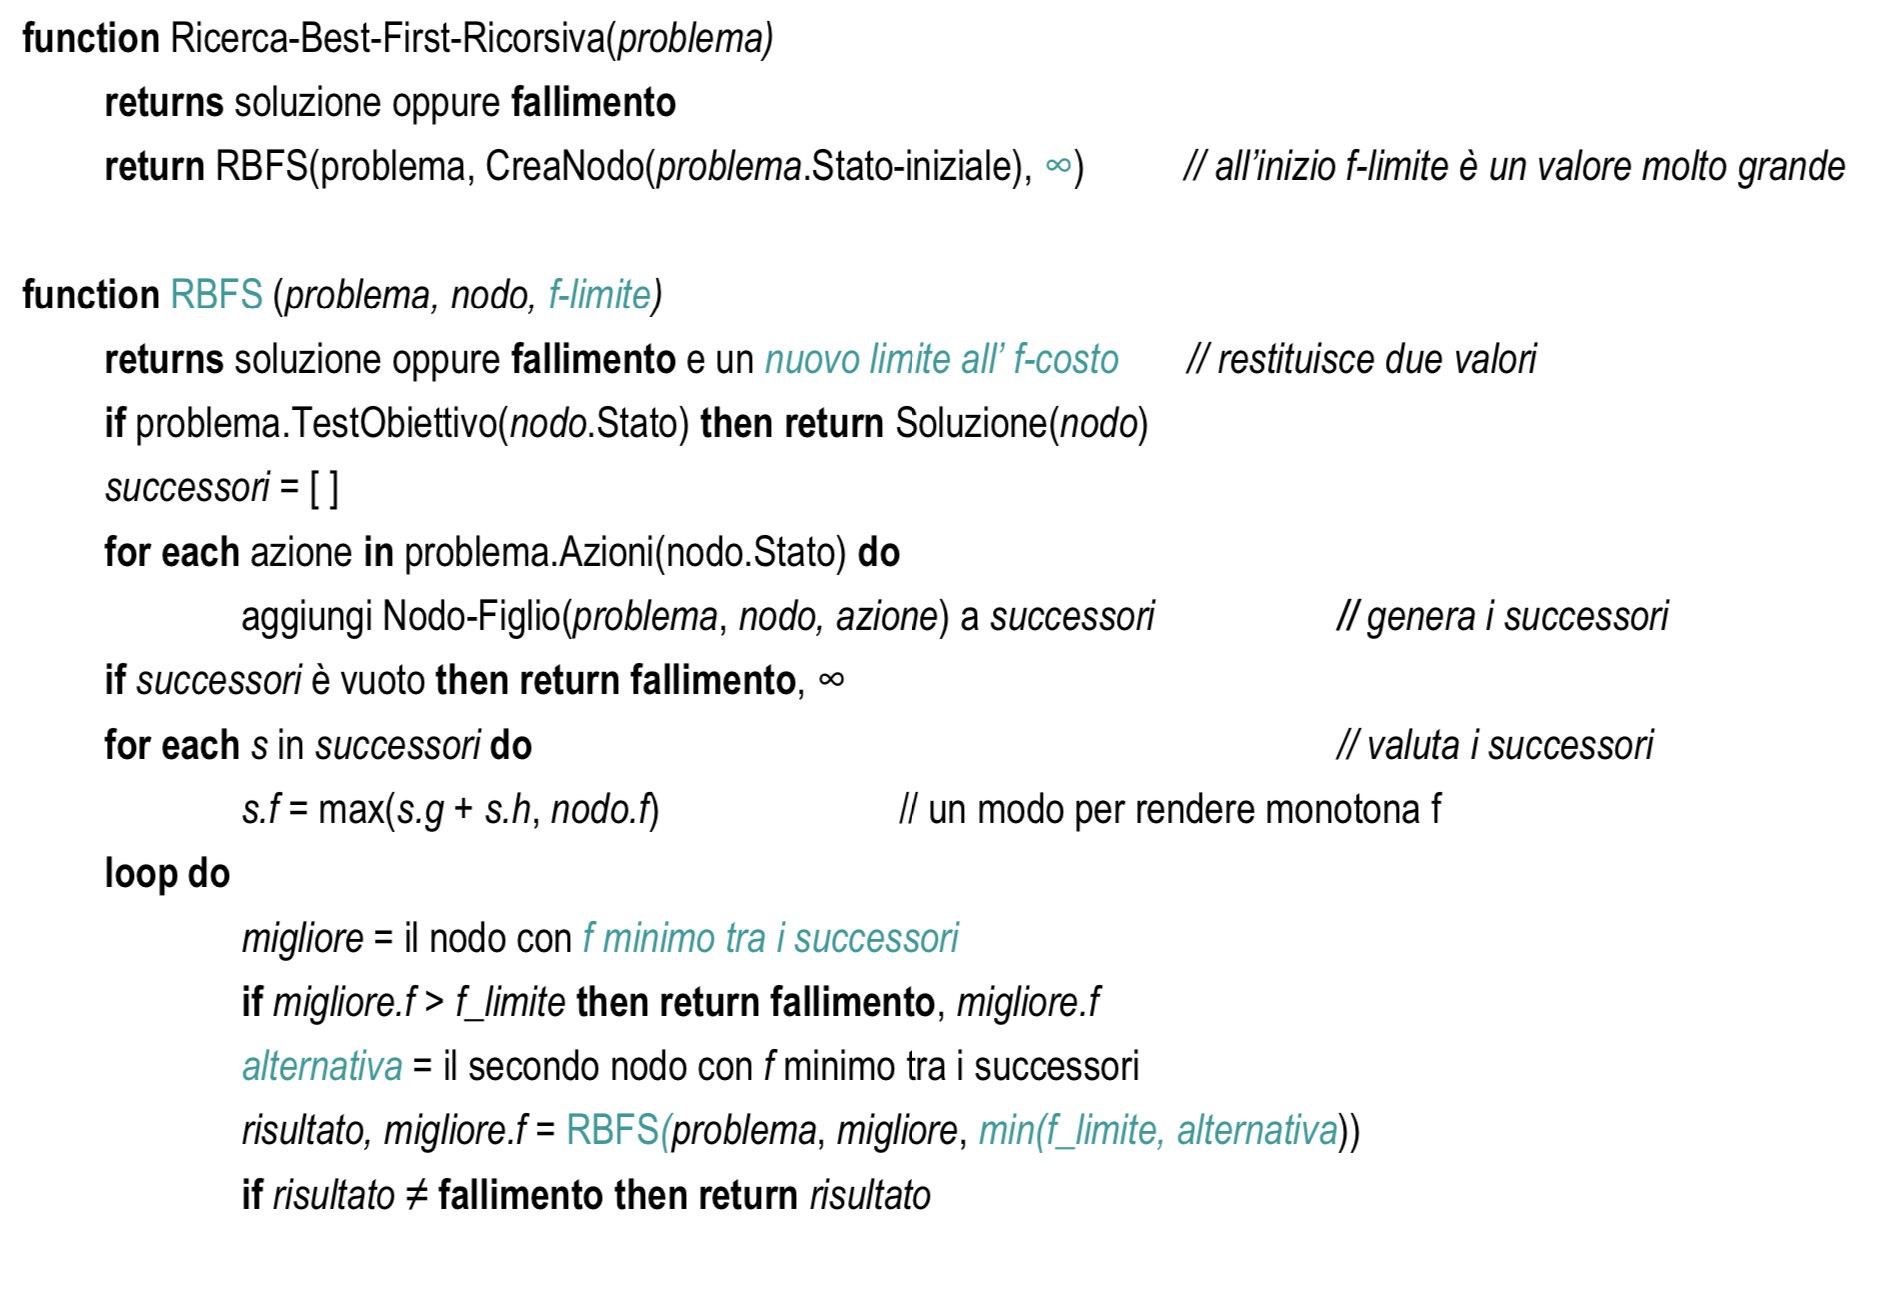 function Ricerca-Best-First-Ricorsiva(problema)
returns soluzione oppure fallimento
return RBFS(problema, CreaNodo(problema.Stato-iniziale), ∞) // all'inizio f-limite è un valore molto grande
function RBFS (problema, nodo, f-limite)
returns soluzione oppure fallimento e un nuovo limite all' f-costo // restituisce due valori
if problema.TestObiettivo(nodo.Stato) then return Soluzione(nodo)
successori = [ ]
for each azione in problema.Azioni(nodo.Stato) do
aggiungi Nodo-Figlio(problema, nodo, azione) a successori // genera i successori
if successori è vuoto then return fallimento, ∞
for each s in successori do // valuta i successori
s.f = max(s.g + s.h, nodo.f) // un modo per rendere monotona f
loop do
migliore = il nodo con f minimo tra i successori
if migliore.f > f_limite then return fallimento, migliore.f
alternativa = il secondo nodo con f minimo tra i successori
risultato, migliore.f = RBFS(problema, migliore, min(f_limite, alternativa))
if risultato ≠ fallimento then return risultato